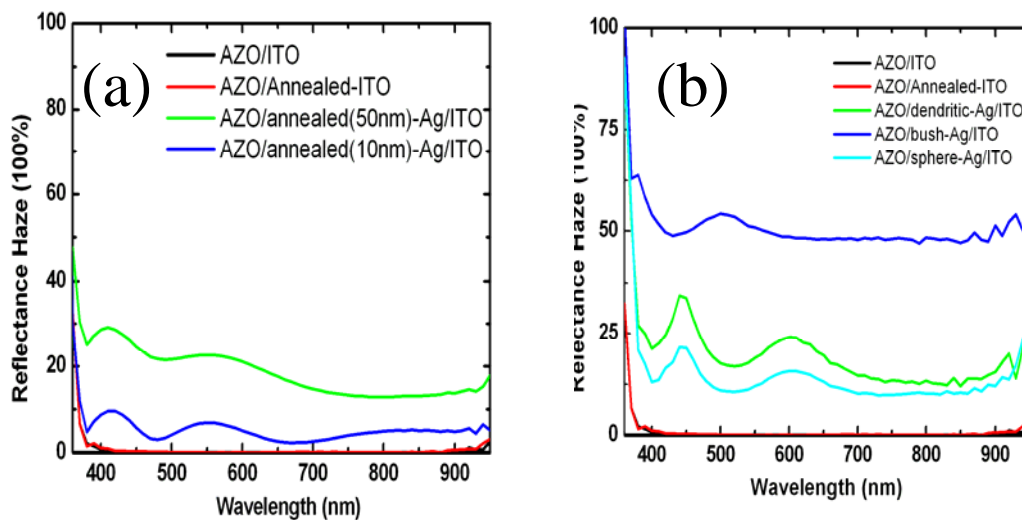 (a)
AZO/ITO
AZO/Annealed-ITO
AZO/annealed(50nm)-Ag/ITO
AZO/annealed(10nm)-Ag/ITO
Reflectance Haze (100%)
100
80
60
40
20
0
400 500 600 700 800 900
Wavelength (nm)
(b)
AZO/ITO
AZO/Annealed-ITO
AZO/dendritic-Ag/ITO
AZO/bush-Ag/ITO
AZO/sphere-Ag/ITO
Reflectance Haze (100%)
100
75
50
25
0
400 500 600 700 800 900
Wavelength (nm)